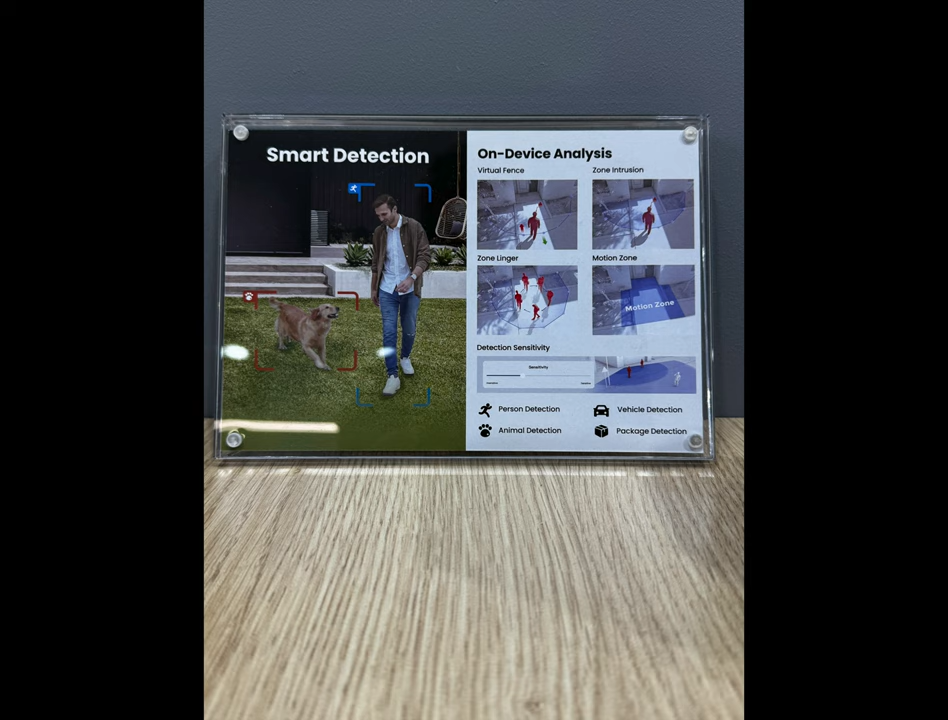 Smart Detection
On-Device Analysis
Virtual Fence
Zone Intrusion
Zone Linger
Motion Zone
Motion Zone
Detection Sensitivity
Sensitivity
Person Detection
Vehicle Detection
Animal Detection
Package Detection